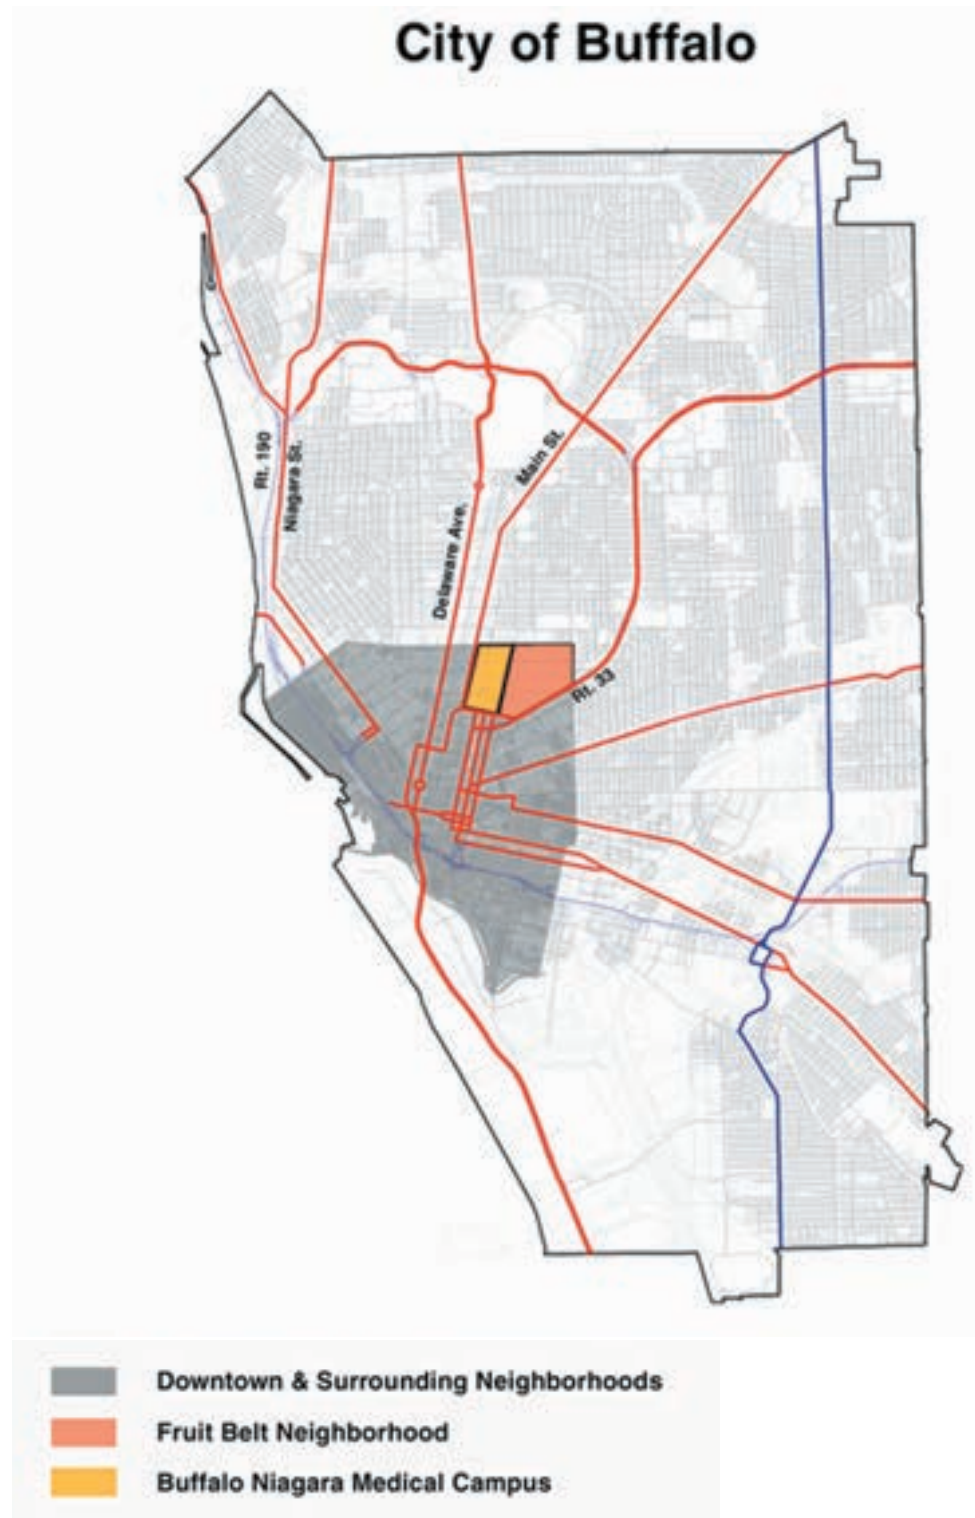 City of Buffalo
Rt. 190
Niagara St.
Delaware Ave.
Main St.
Rt. 33
Downtown & Surrounding Neighborhoods
Fruit Belt Neighborhood
Buffalo Niagara Medical Campus